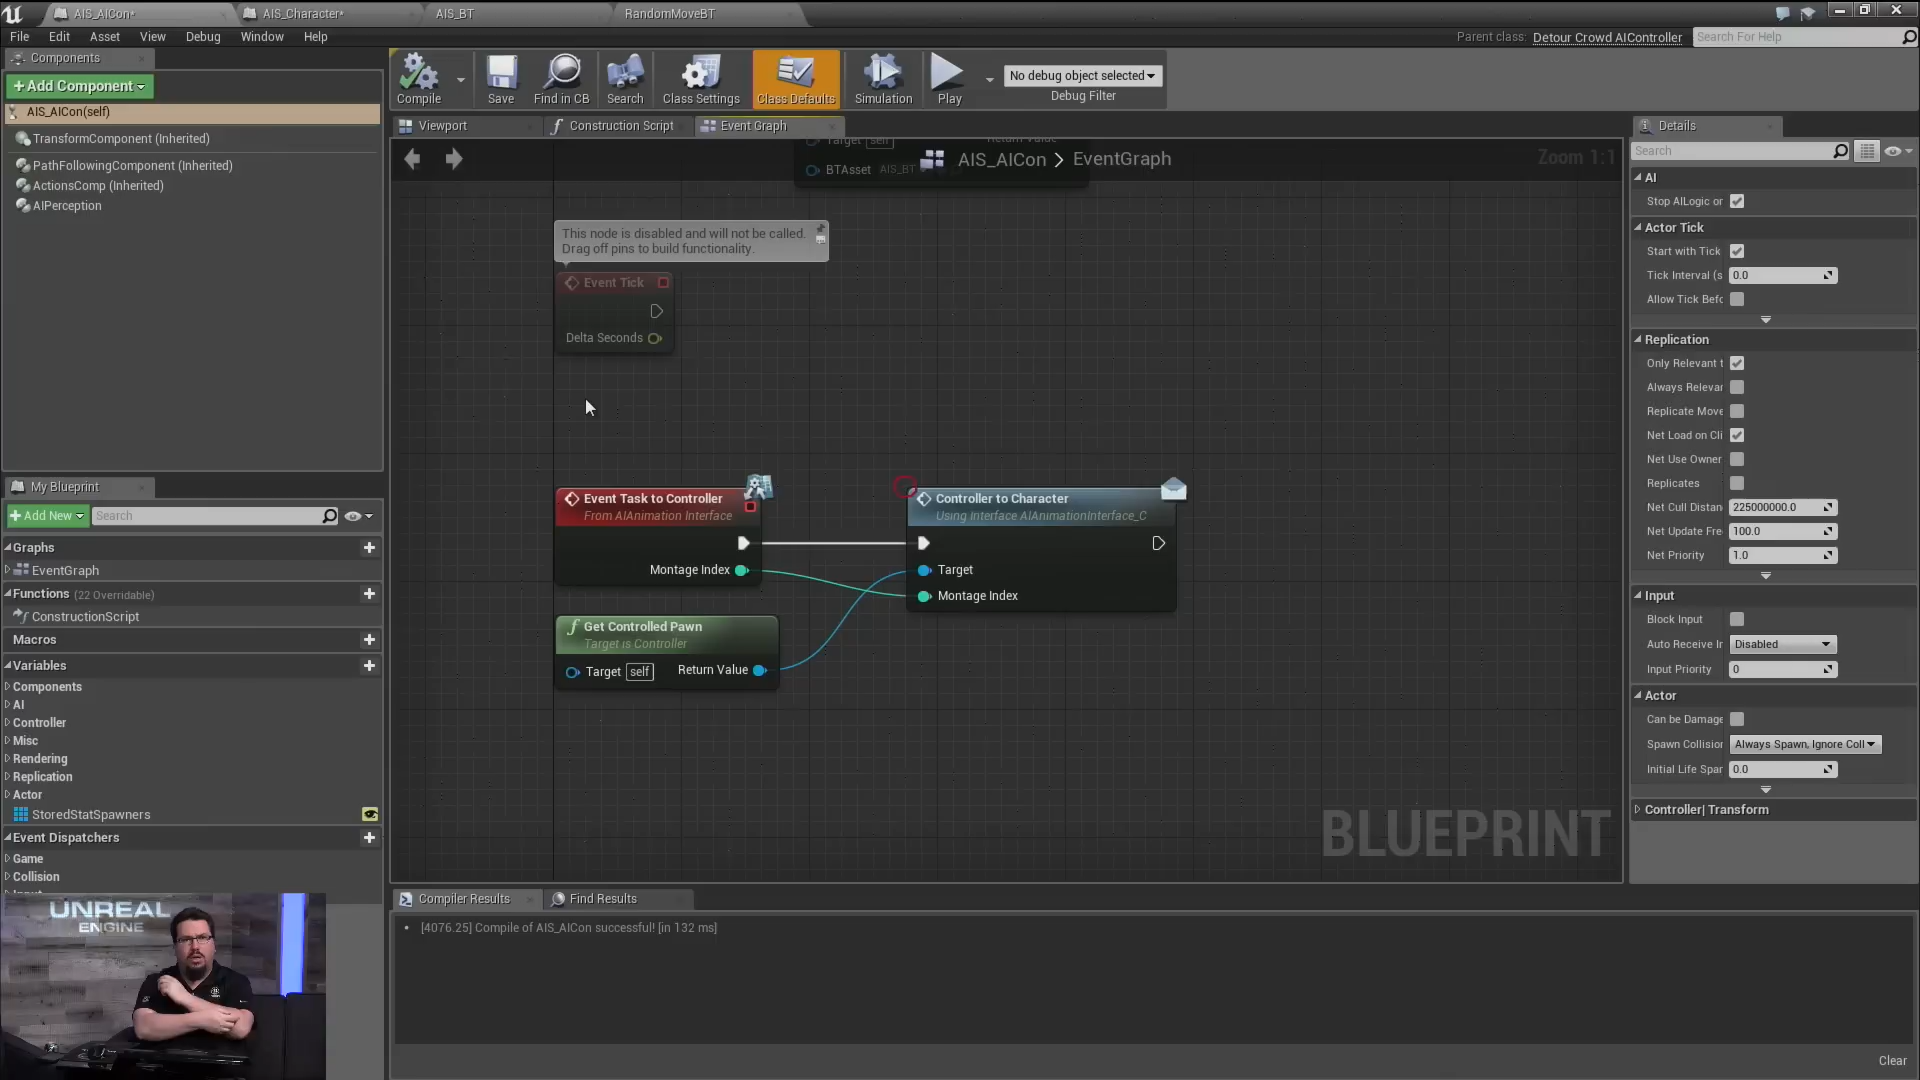 AIS_AICon*
AIS_Character*
AIS_BT
RandomMoveBT
File
Edit
Asset
View
Debug
Window
Help
Parent class:
Detour Crowd AIController
Search For Help
Components
+Add Component
AIS_AICon(self)
TransformComponent (Inherited)
PathFollowingComponent (Inherited)
ActionsComp (Inherited)
AIPerception
Compile
Save
Find in CB
Search
Class Settings
Class Defaults
Simulation
Play
No debug object selected
Debug Filter
Viewport
Construction Script
Event Graph
AIS_AICon > EventGraph
Zoom 1:1
Target self
Return Value
BTAsset AIS_BT
This node is disabled and will not be called.
Drag off pins to build functionality.
Event Tick
Delta Seconds
Event Task to Controller
From AIAnimation Interface
Montage Index
Controller to Character
Using Interface AIAnimationInterface_C
Target
Montage Index
Get Controlled Pawn
Target is Controller
Target self
Return Value
BLUEPRINT
My Blueprint
+Add New
Search
Graphs
EventGraph
Functions (22 Overridable)
ConstructionScript
Macros
Variables
Components
AI
Controller
Misc
Rendering
Replication
Actor
StoredStatSpawners
Event Dispatchers
Game
Collision
UNREAL
ENGINE
Compiler Results
Find Results
[4076.25] Compile of AIS_AICon successful! [in 132 ms]
Clear
Details
Search
AI
Stop AILogic or
Actor Tick
Start with Tick
Tick Interval (s 0.0
Allow Tick Befo
Replication
Only Relevant t
Always Relevan
Replicate Move
Net Load on Cli
Net Use Owner
Replicates
Net Cull Distan 225000000.0
Net Update Fre 100.0
Net Priority 1.0
Input
Block Input
Auto Receive In Disabled
Input Priority 0
Actor
Can be Damage
Spawn Collision Always Spawn, Ignore Coll
Initial Life Span 0.0
Controller| Transform